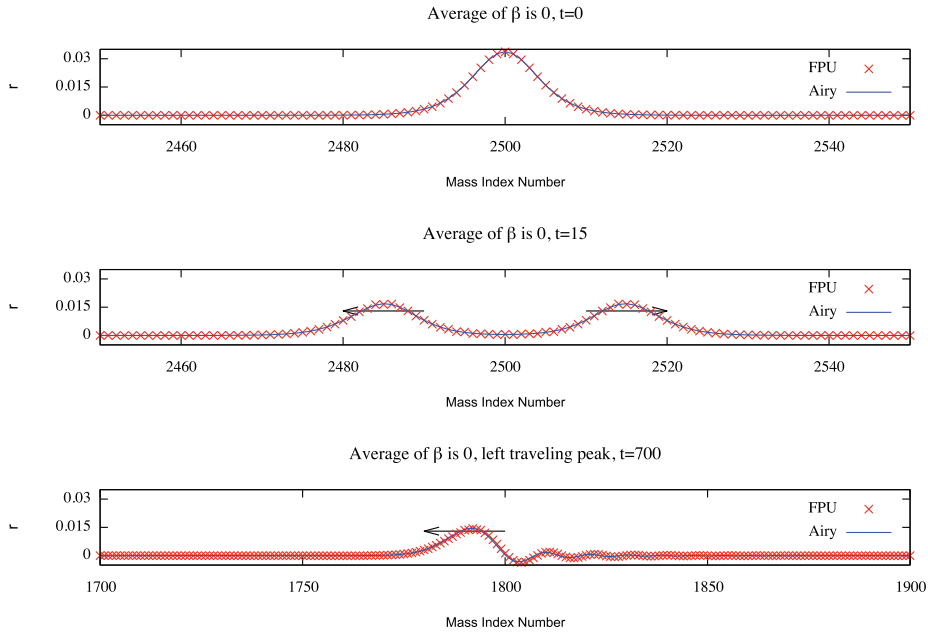 Average of β is 0, t=0
r
0.03
0.015
0
FPU
Airy
2460 2480 2500 2520 2540
Mass Index Number
Average of β is 0, t=15
r
0.03
0.015
0
FPU
Airy
2460 2480 2500 2520 2540
Mass Index Number
Average of β is 0, left traveling peak, t=700
r
0.03
0.015
0
FPU
Airy
1700 1750 1800 1850 1900
Mass Index Number